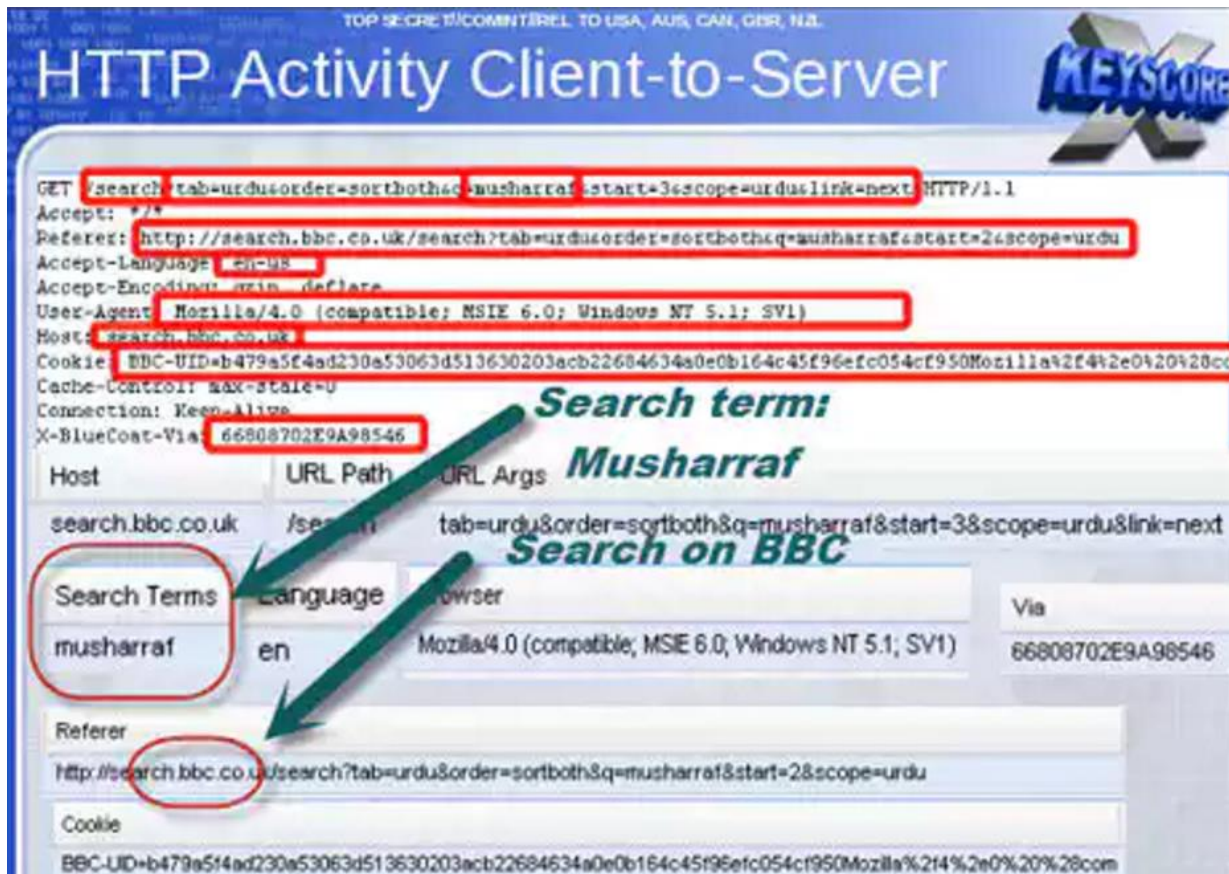 TOP SECRET//COMINT//REL TO USA, AUS, CAN, GBR, NZL
HTTP Activity Client-to-Server
X
KEYSCORE
GET /search?tab=urdu&order=sortboth&q=musharraf&start=3&scope=urdu&link=next HTTP/1.1
Accept: */*
Referer: http://search.bbc.co.uk/search?tab=urdu&order=sortboth&q=musharraf&start=2&scope=urdu
Accept-Language: en-us
Accept-Encoding: gzip, deflate
User-Agent: Mozilla/4.0 (compatible; MSIE 6.0; Windows NT 5.1; SV1)
Host: search.bbc.co.uk
Cookie: BBC-UID=b479a5f4ad230a53063d513630203acb22684634a0e0b164c45f96efc054cf950Mozilla%2f4%2e0%20%28co
Cache-Control: max-stale=0
Connection: Keep-Alive
X-BlueCoat-Via: 66808702E9A98546
Search term:
Musharraf
Host URL Path URL Args
search.bbc.co.uk /search tab=urdu&order=sortboth&q=musharraf&start=3&scope=urdu&link=next
Search on BBC
Search Terms Language Browser Via
musharraf en Mozilla/4.0 (compatible; MSIE 6.0; Windows NT 5.1; SV1) 66808702E9A98546
Referer
http://search.bbc.co.uk/search?tab=urdu&order=sortboth&q=musharraf&start=2&scope=urdu
Cookie
BBC-UID=b479a5f4ad230a53063d513630203acb22684634a0e0b164c45f96efc054cf950Mozilla%2f4%2e0%20%28com